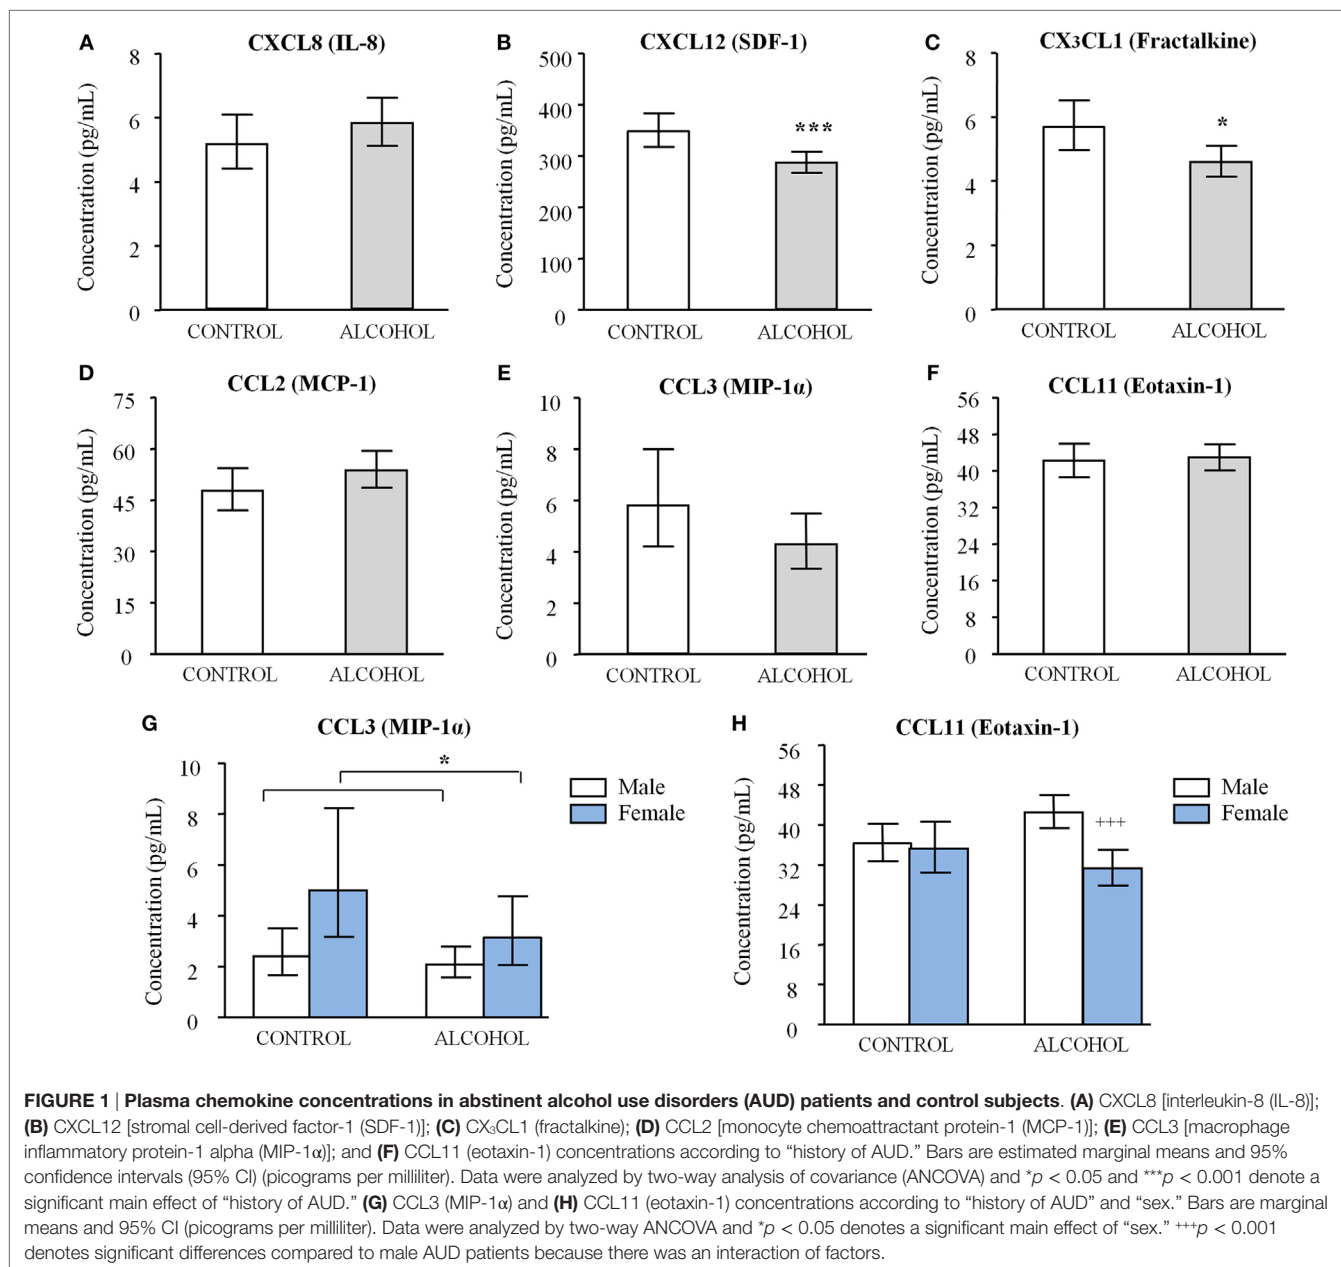 A
CXCL8 (IL-8)
Concentration (pg/mL)
8
6
4
2
0
CONTROL
ALCOHOL
B
CXCL12 (SDF-1)
Concentration (pg/mL)
500
400
300
200
100
0
***
CONTROL
ALCOHOL
C
CX3CL1 (Fractalkine)
Concentration (pg/mL)
8
6
4
2
0
*
CONTROL
ALCOHOL
D
CCL2 (MCP-1)
Concentration (pg/mL)
75
60
45
30
15
0
CONTROL
ALCOHOL
E
CCL3 (MIP-1α)
Concentration (pg/mL)
10
8
6
4
2
0
CONTROL
ALCOHOL
F
CCL11 (Eotaxin-1)
Concentration (pg/mL)
56
48
40
32
24
16
8
0
CONTROL
ALCOHOL
G
CCL3 (MIP-1α)
Concentration (pg/mL)
10
8
6
4
2
0
*
CONTROL
ALCOHOL
Male
Female
H
CCL11 (Eotaxin-1)
Concentration (pg/mL)
56
48
40
32
24
16
8
0
+++
CONTROL
ALCOHOL
Male
Female
FIGURE 1 | Plasma chemokine concentrations in abstinent alcohol use disorders (AUD) patients and control subjects. (A) CXCL8 [interleukin-8 (IL-8)];
(B) CXCL12 [stromal cell-derived factor-1 (SDF-1)]; (C) CX₃CL1 (fractalkine); (D) CCL2 [monocyte chemoattractant protein-1 (MCP-1)]; (E) CCL3 [macrophage
inflammatory protein-1 alpha (MIP-1α)]; and (F) CCL11 (eotaxin-1) concentrations according to “history of AUD.” Bars are estimated marginal means and 95%
confidence intervals (95% CI) (picograms per milliliter). Data were analyzed by two-way analysis of covariance (ANCOVA) and *p < 0.05 and ***p < 0.001 denote a
significant main effect of “history of AUD.” (G) CCL3 (MIP-1α) and (H) CCL11 (eotaxin-1) concentrations according to “history of AUD” and “sex.” Bars are marginal
means and 95% CI (picograms per milliliter). Data were analyzed by two-way ANCOVA and *p < 0.05 denotes a significant main effect of “sex.” +++p < 0.001
denotes significant differences compared to male AUD patients because there was an interaction of factors.